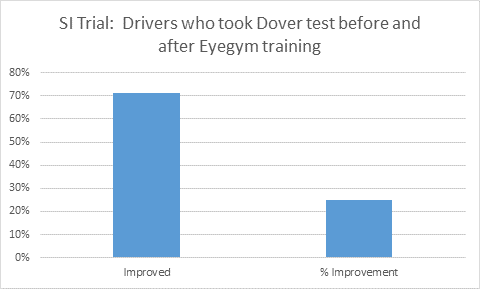 SI Trial:  Drivers who took Dover test before and
after Eyegym training
80%
70%
60%
50%
40%
30%
20%
10%
0%
Improved
% Improvement